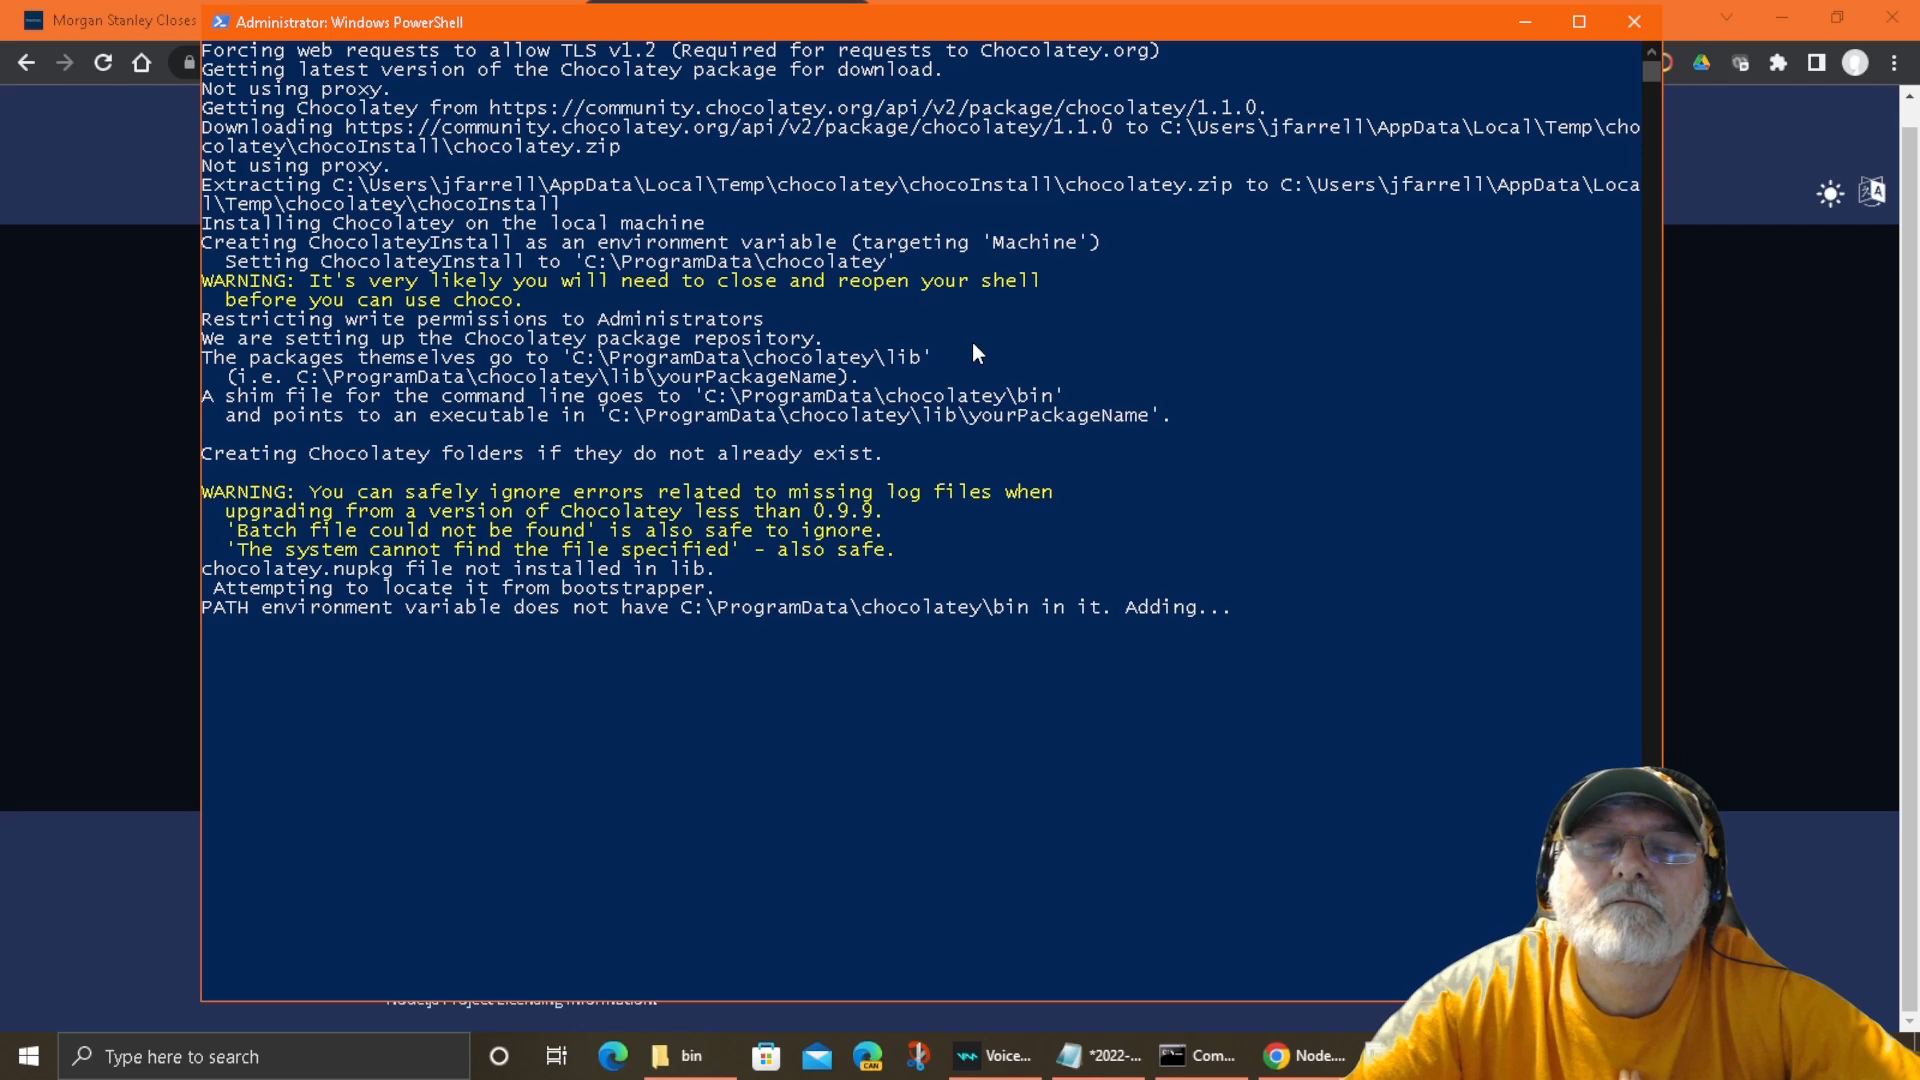 Morgan Stanley Closes
Administrator: Windows PowerShell
Forcing web requests to allow TLS v1.2 (Required for requests to Chocolatey.org)
Getting latest version of the Chocolatey package for download.
Not using proxy.
Getting Chocolatey from https://community.chocolatey.org/api/v2/package/chocolatey/1.1.0.
Downloading https://community.chocolatey.org/api/v2/package/chocolatey/1.1.0 to C:\Users\jfarrell\AppData\Local\Temp\cho
colatey\chocoInstall\chocolatey.zip
Not using proxy.
Extracting C:\Users\jfarrell\AppData\Local\Temp\chocolatey\chocoInstall\chocolatey.zip to C:\Users\jfarrell\AppData\Loca
l\Temp\chocolatey\chocoInstall
Installing Chocolatey on the local machine
Creating ChocolateyInstall as an environment variable (targeting 'Machine')
Setting ChocolateyInstall to 'C:\ProgramData\chocolatey'
WARNING: It's very likely you will need to close and reopen your shell
before you can use choco.
Restricting write permissions to Administrators
We are setting up the Chocolatey package repository.
The packages themselves go to 'C:\ProgramData\chocolatey\lib'
(i.e. C:\ProgramData\chocolatey\lib\yourPackageName).
A shim file for the command line goes to 'C:\ProgramData\chocolatey\bin'
and points to an executable in 'C:\ProgramData\chocolatey\lib\yourPackageName'.
Creating Chocolatey folders if they do not already exist.
WARNING: You can safely ignore errors related to missing log files when
upgrading from a version of Chocolatey less than 0.9.9.
'Batch file could not be found' is also safe to ignore.
'The system cannot find the file specified' - also safe.
chocolatey.nupkg file not installed in lib.
Attempting to locate it from bootstrapper.
PATH environment variable does not have C:\ProgramData\chocolatey\bin in it. Adding...
Type here to search
bin
CAN
Voice...
*2022-...
Com...
Node....